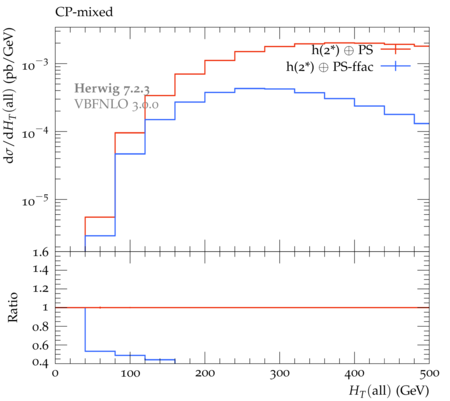 CP-mixed
h(2*) ⊕ PS
h(2*) ⊕ PS-ffac
Herwig 7.2.3
VBFNLO 3.0.0
10⁻³
10⁻⁴
10⁻⁵
dσ/dH_T(all) (pb/GeV)
1.6
1.4
1.2
1
0.8
0.6
0.4
Ratio
0 100 200 300 400 500
H_T(all) (GeV)